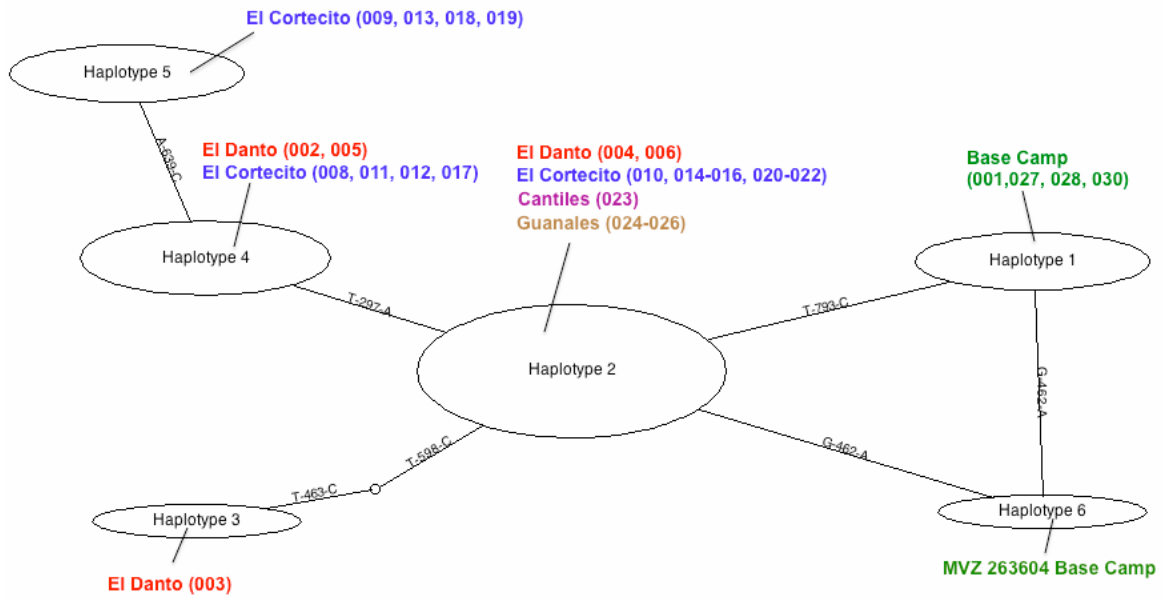 El Cortecito (009, 013, 018, 019)
Haplotype 5
A-639-C
El Danto (002, 005)
El Cortecito (008, 011, 012, 017)
Haplotype 4
El Danto (004, 006)
El Cortecito (010, 014-016, 020-022)
Cantiles (023)
Guanales (024-026)
Base Camp
(001,027, 028, 030)
Haplotype 1
T-297-A
T-793-C
Haplotype 2
G-462-A
T-598-C
G-462-A
T-463-C
Haplotype 3
Haplotype 6
El Danto (003)
MVZ 263604 Base Camp